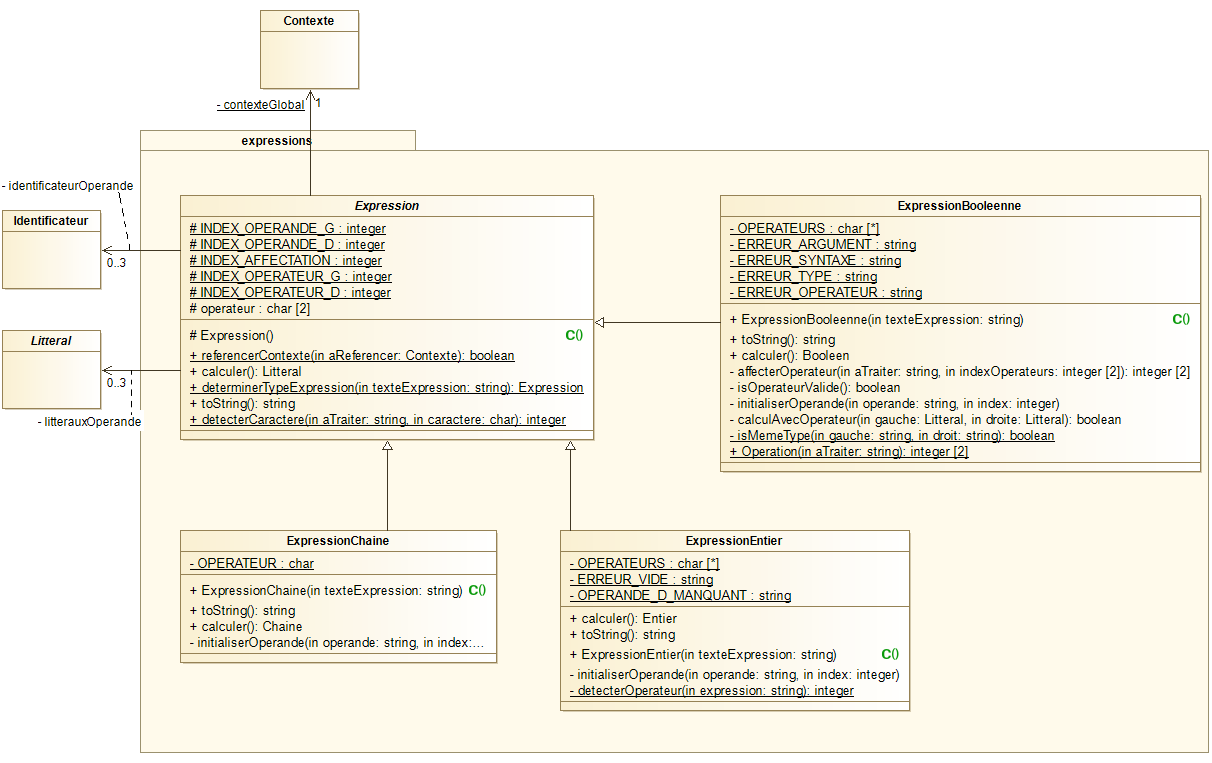 Contexte
- contexteGlobal
1
expressions
- identificateurOperande
Identificateur
0..3
Litteral
0..3
- litterauxOperande
Expression
# INDEX_OPERANDE_G : integer
# INDEX_OPERANDE_D : integer
# INDEX_AFFECTATION : integer
# INDEX_OPERATEUR_G : integer
# INDEX_OPERATEUR_D : integer
# operateur : char [2]
# Expression() C()
+ referencerContexte(in aReferencer: Contexte): boolean
+ calculer(): Litteral
+ determinerTypeExpression(in texteExpression: string): Expression
+ toString(): string
+ detecterCaractere(in aTraiter: string, in caractere: char): integer
ExpressionBooleenne
- OPERATEURS : char [*]
- ERREUR_ARGUMENT : string
- ERREUR_SYNTAXE : string
- ERREUR_TYPE : string
- ERREUR_OPERATEUR : string
+ ExpressionBooleenne(in texteExpression: string) C()
+ toString(): string
+ calculer(): Booleen
- affecterOperateur(in aTraiter: string, in indexOperateurs: integer [2]): integer [2]
- isOperateurValide(): boolean
- initialiserOperande(in operande: string, in index: integer)
- calculAvecOperateur(in gauche: Litteral, in droite: Litteral): boolean
- isMemeType(in gauche: string, in droit: string): boolean
+ Operation(in aTraiter: string): integer [2]
ExpressionChaine
- OPERATEUR : char
+ ExpressionChaine(in texteExpression: string) C()
+ toString(): string
+ calculer(): Chaine
- initialiserOperande(in operande: string, in index:...
ExpressionEntier
- OPERATEURS : char [*]
- ERREUR_VIDE : string
- OPERANDE_D_MANQUANT : string
+ calculer(): Entier
+ toString(): string
+ ExpressionEntier(in texteExpression: string) C()
- initialiserOperande(in operande: string, in index: integer)
- detecterOperateur(in expression: string): integer